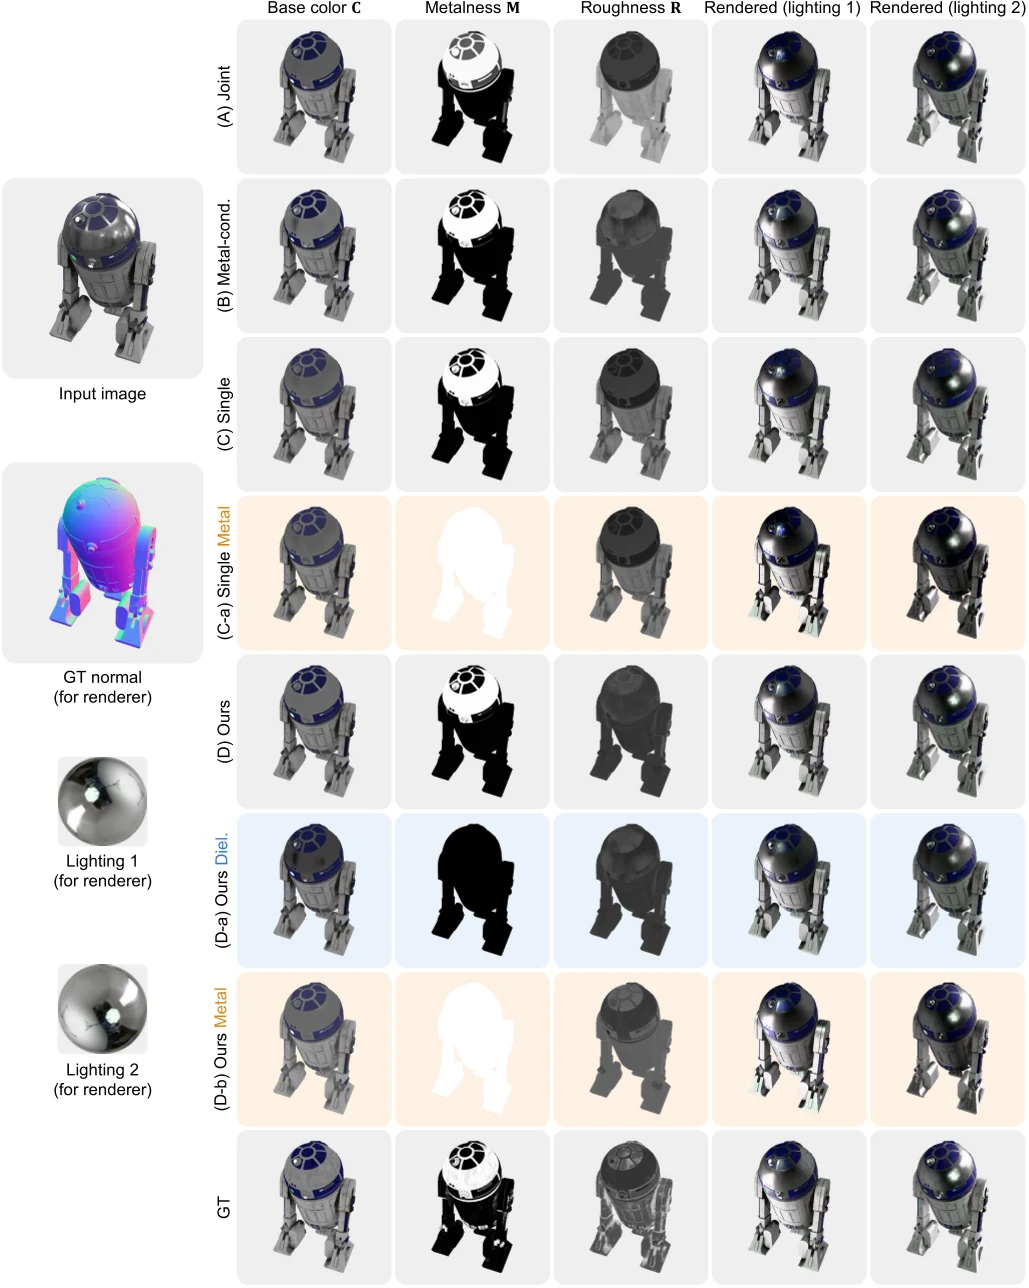 Base color C
Metalness M
Roughness R
Rendered (lighting 1)
Rendered (lighting 2)
(A) Joint
(B) Metal-cond.
(C) Single
(C-a) Single Metal
(D) Ours
(D-a) Ours Diel.
(D-b) Ours Metal
GT
Input image
GT normal
(for renderer)
Lighting 1
(for renderer)
Lighting 2
(for renderer)